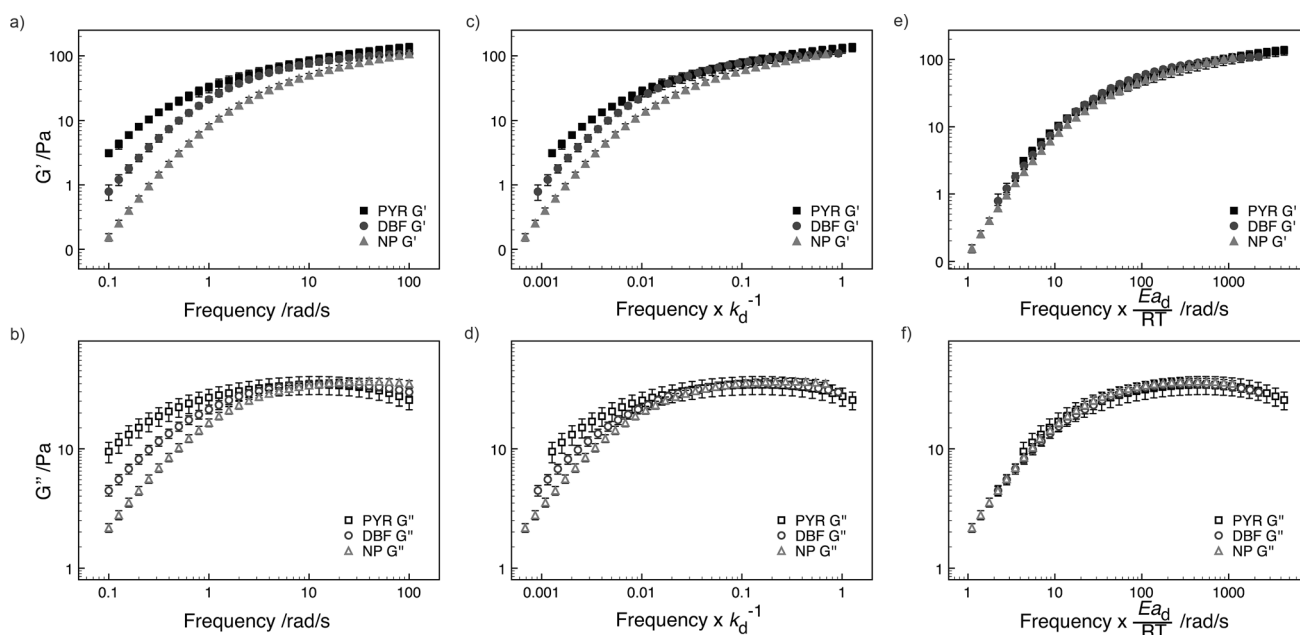 a)
100
10
1
0
G' /Pa
PYR G'
DBF G'
NP G'
0.1 1 10 100
Frequency /rad/s
c)
100
10
1
0
PYR G'
DBF G'
NP G'
0.001 0.01 0.1 1
Frequency x k_d^-1
e)
100
10
1
0
PYR G'
DBF G'
NP G'
1 10 100 1000
Frequency x Ea_d/RT /rad/s
b)
10
1
G'' /Pa
PYR G"
DBF G"
NP G"
0.1 1 10 100
Frequency /rad/s
d)
10
1
PYR G"
DBF G"
NP G"
0.001 0.01 0.1 1
Frequency x k_d^-1
f)
10
1
PYR G"
DBF G"
NP G"
1 10 100 1000
Frequency x Ea_d/RT /rad/s